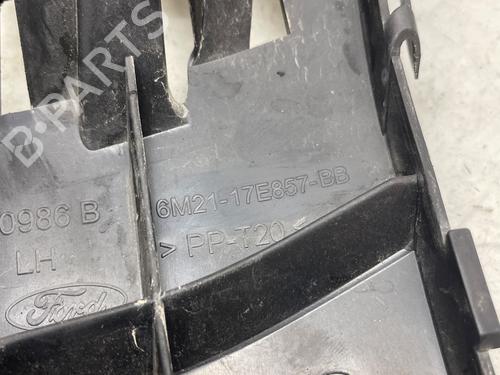 B-PARTS
6M21-17E857-BB
0986 B
> PP-T20 <
LH
Ford